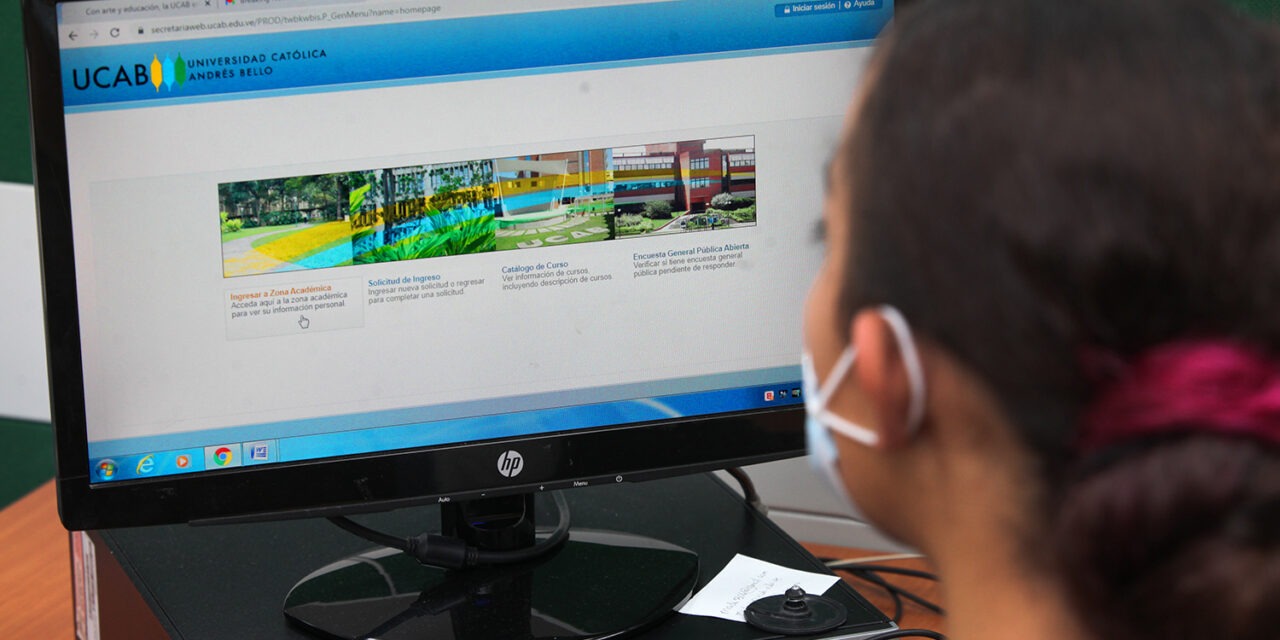 Con arte y educación, la UCAB
secretariaweb.ucab.edu.ve/PROD/twbkwbis.P_GenMenu?name=homepage
Iniciar sesión | Ayuda
UCAB
UNIVERSIDAD CATÓLICA
ANDRÉS BELLO
UCAB
Ingresar a Zona Académica
Acceda aquí a la zona académica
para ver su información personal.
Solicitud de Ingreso
Ingresar nueva solicitud o regresar
para completar una solicitud.
Catálogo de Curso
Ver información de cursos,
incluyendo descripción de cursos
Encuesta General Pública Abierta
Verificar si tiene encuesta general
pública pendiente de responder.
hp
Auto - + Menu